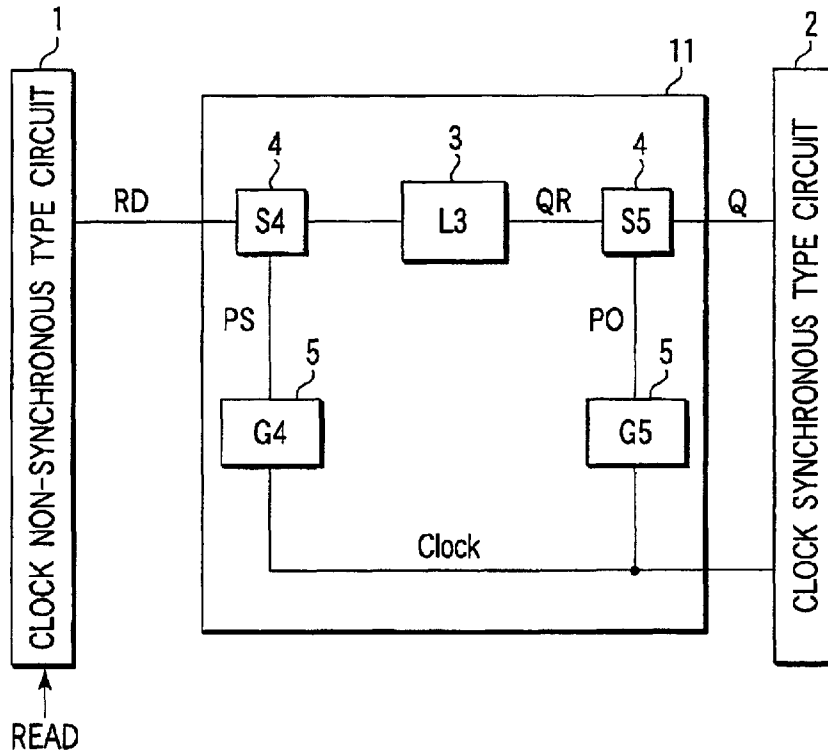 1
2
11
4
3
4
CLOCK NON-SYNCHRONOUS TYPE CIRCUIT
RD
S4
L3
QR
S5
Q
CLOCK SYNCHRONOUS TYPE CIRCUIT
PS
PO
5
5
G4
G5
Clock
READ